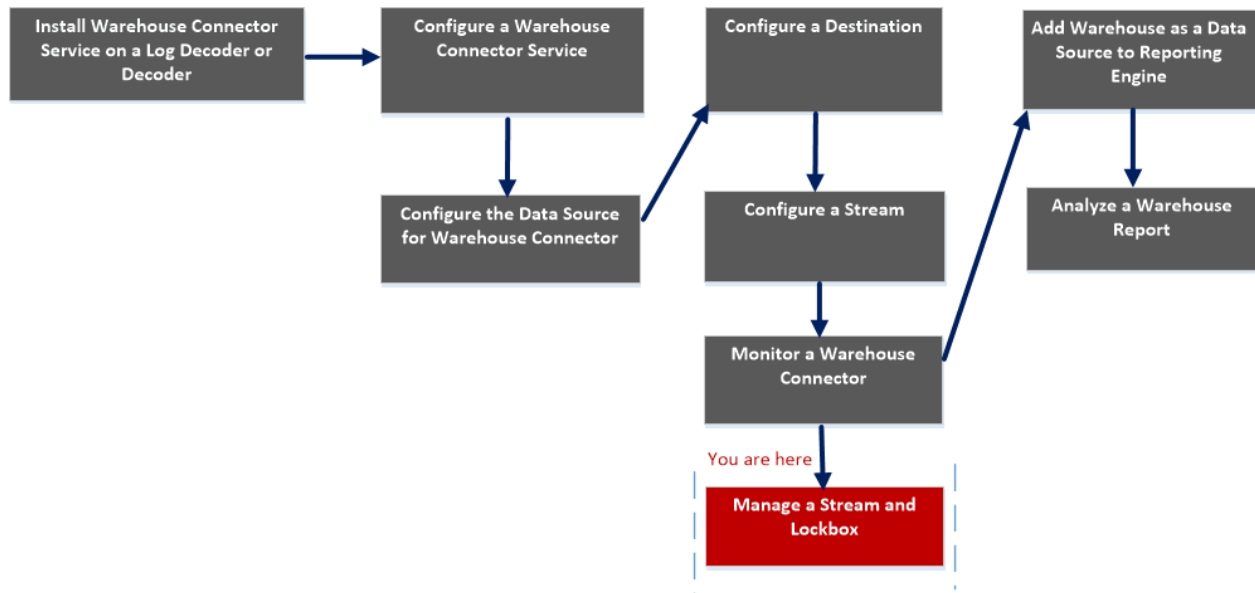 Install Warehouse Connector
Service on a Log Decoder or
Decoder
Configure a Warehouse
Connector Service
Configure the Data Source
for Warehouse Connector
Configure a Destination
Configure a Stream
Monitor a Warehouse
Connector
You are here
Manage a Stream and
Lockbox
Add Warehouse as a Data
Source to Reporting
Engine
Analyze a Warehouse
Report